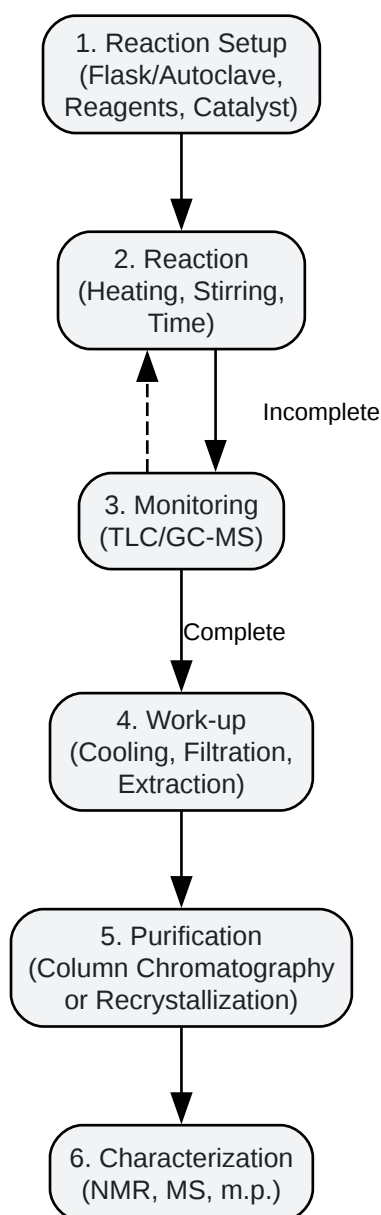 1. Reaction Setup
(Flask/Autoclave,
Reagents, Catalyst)
2. Reaction
(Heating, Stirring,
Time)
Incomplete
3. Monitoring
(TLC/GC-MS)
Complete
4. Work-up
(Cooling, Filtration,
Extraction)
5. Purification
(Column Chromatography
or Recrystallization)
6. Characterization
(NMR, MS, m.p.)